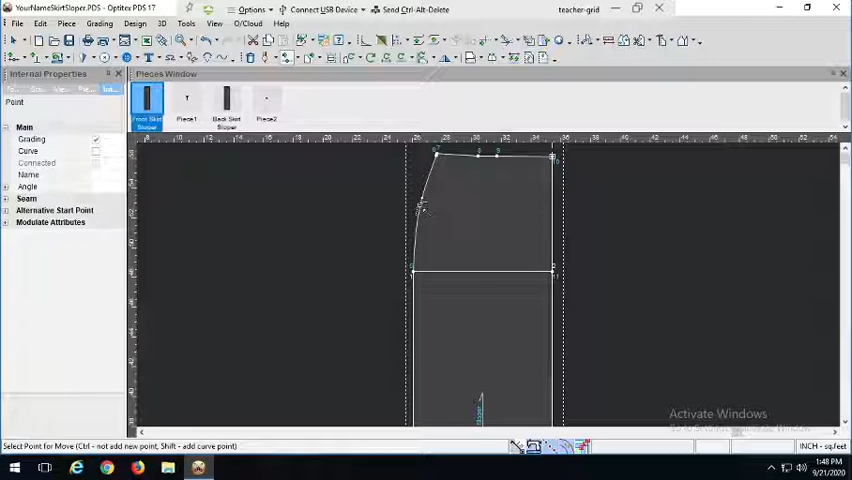 YourNameSkirtSloper.PDS - Optitex PDS 17
Options
Connect USB Device
Send Ctrl-Alt-Delete
teacher-grid
File Edit Piece Grading Design 3D Tools View O/Cloud Help
Internal Properties
Pieces Window
Point
Front Skirt
Sloper
Piece1
Back Skirt
Sloper
Piece2
Main
Grading
Curve
Connected
Name
Angle
Seam
Alternative Start Point
Modulate Attributes
Activate Windows
Select Point for Move (Ctrl - not add new point, Shift - add curve point)
INCH - sq.feet
1:48 PM
9/21/2020